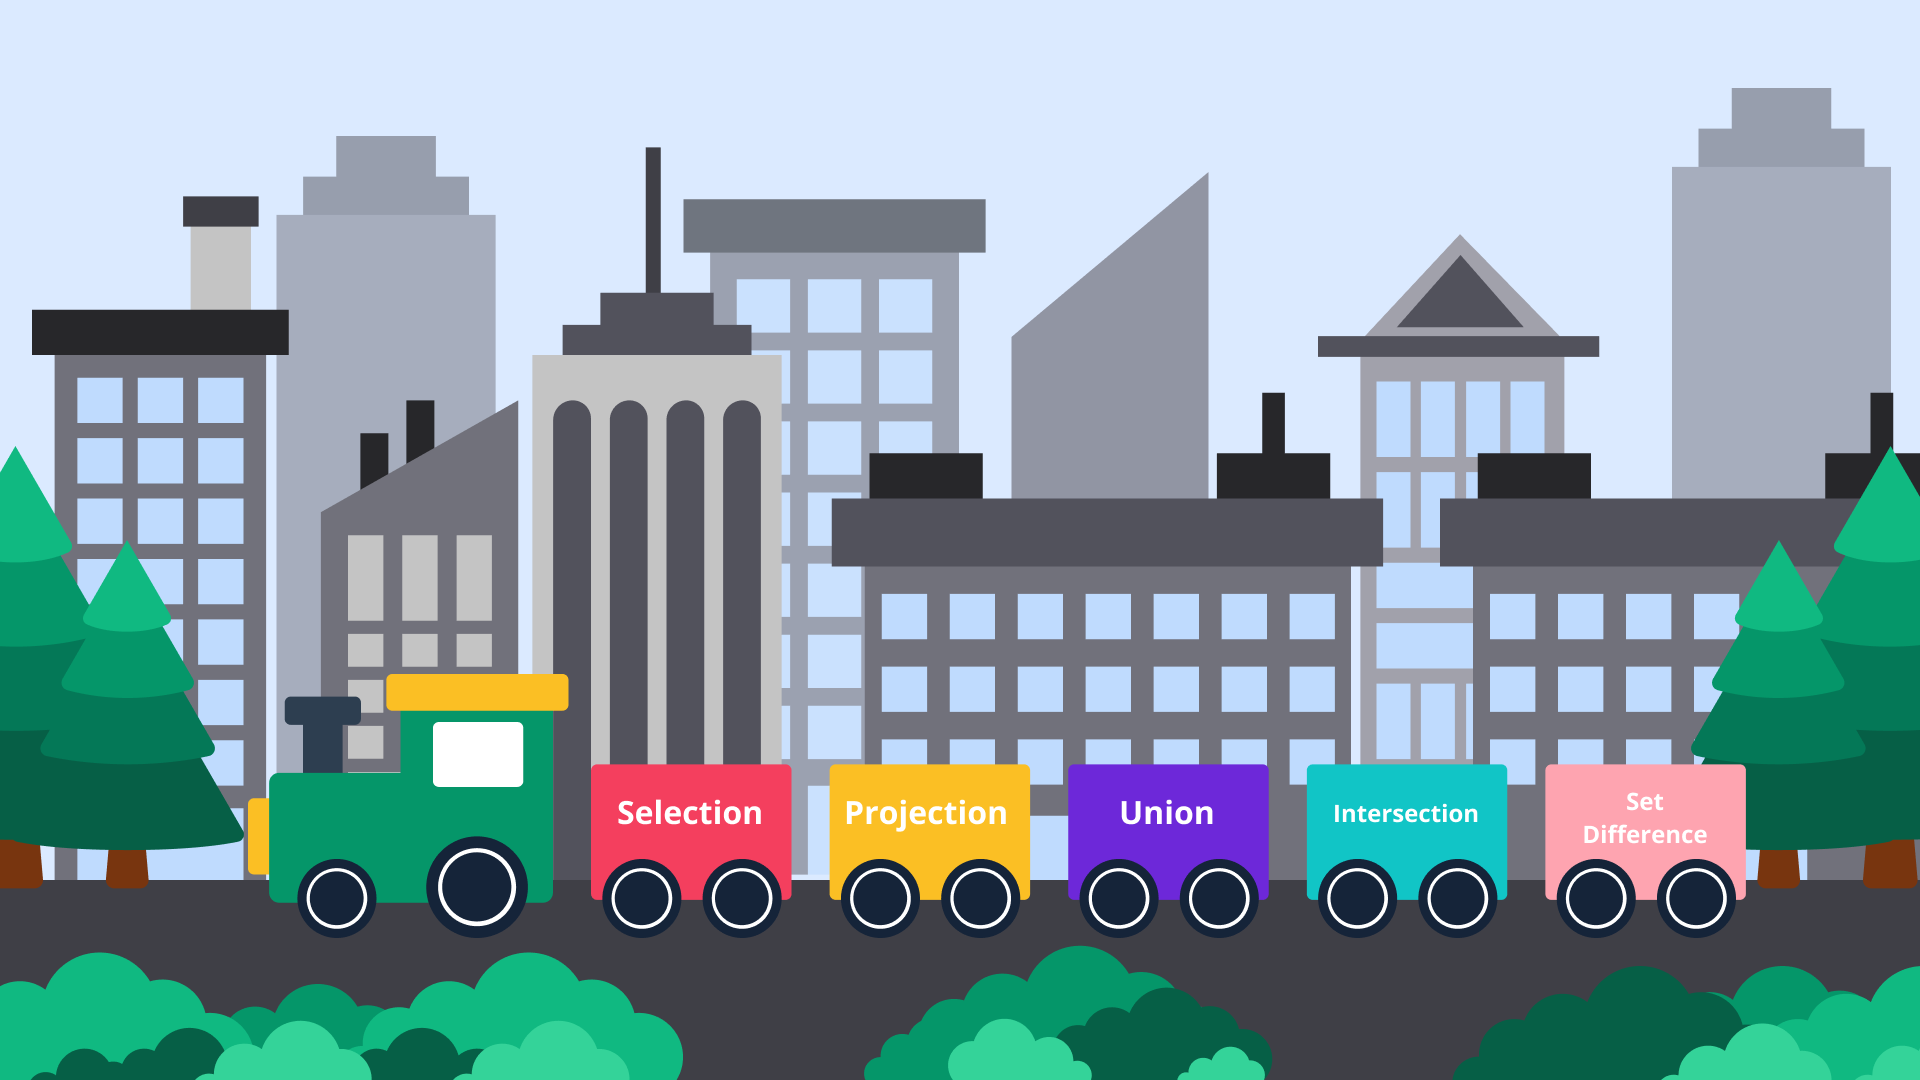 Selection
Projection
Union
Intersection
Set
Difference